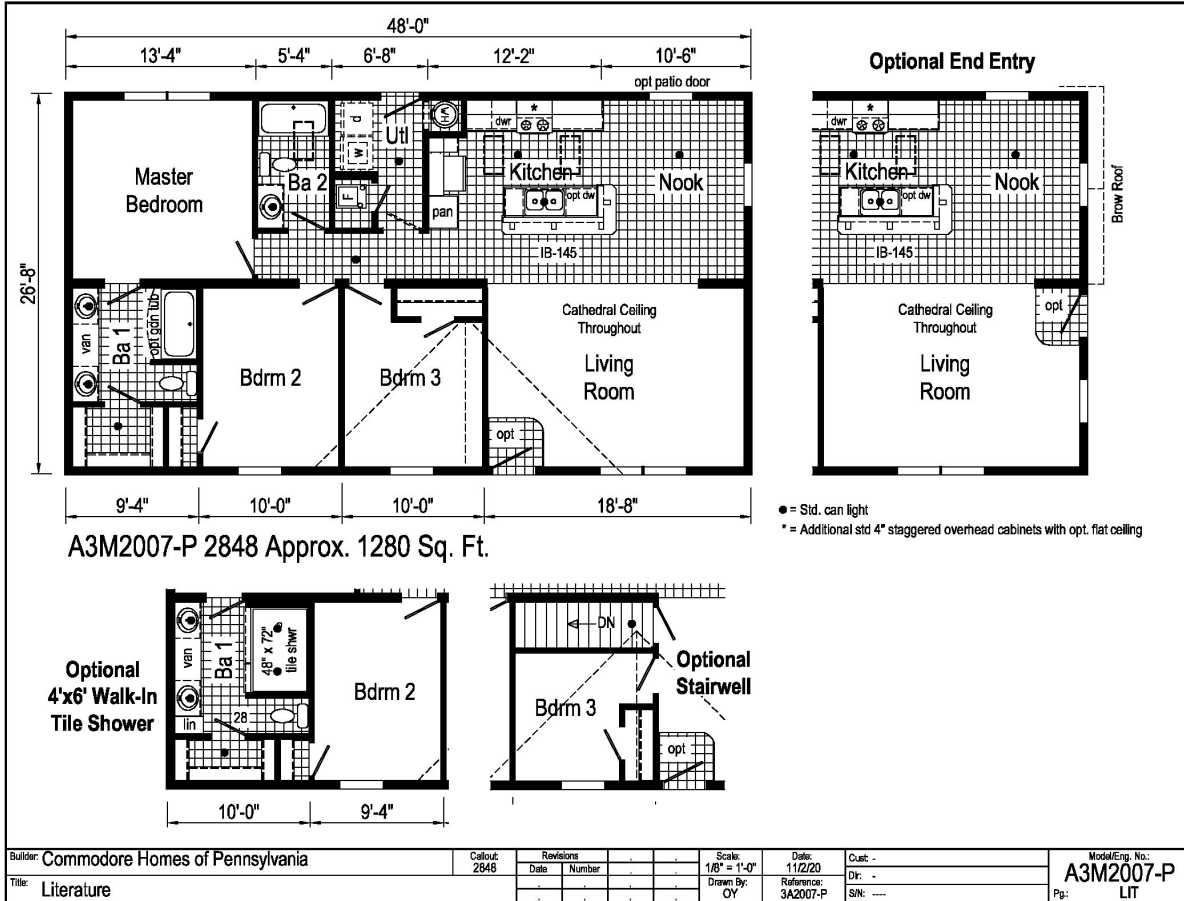 48'-0"
13'-4" 5'-4" 6'-8" 12'-2" 10'-6"
opt patio door
26'-8"
Master
Bedroom
Ba 2
d
w
Utl
F
WH
pan
dwr
*
Kitchen
opt dw
IB-145
Nook
van
Ba 1
opt gdn tub
Bdrm 2
Bdrm 3
Cathedral Ceiling
Throughout
Living
Room
opt
9'-4" 10'-0" 10'-0" 18'-8"
A3M2007-P 2848 Approx. 1280 Sq. Ft.
Optional End Entry
dwr
*
Kitchen
opt dw
IB-145
Nook
Brow Roof
Cathedral Ceiling
Throughout
opt
Living
Room
● = Std. can light
* = Additional std 4" staggered overhead cabinets with opt. flat ceiling
Optional
4'x6' Walk-In
Tile Shower
van
Ba 1
48" x 72"
tile shwr
lin
28
Bdrm 2
10'-0" 9'-4"
DN
Optional
Stairwell
Bdrm 3
opt
Builder: Commodore Homes of Pennsylvania
Title: Literature
Callout:
2848
Revisions
Date Number
Scale:
1/8" = 1'-0"
Drawn By:
OY
Date:
11/2/20
Reference:
3A2007-P
Cust: -
Dir: -
S/N: ----
Model/Eng. No.:
A3M2007-P
Pg.: LIT